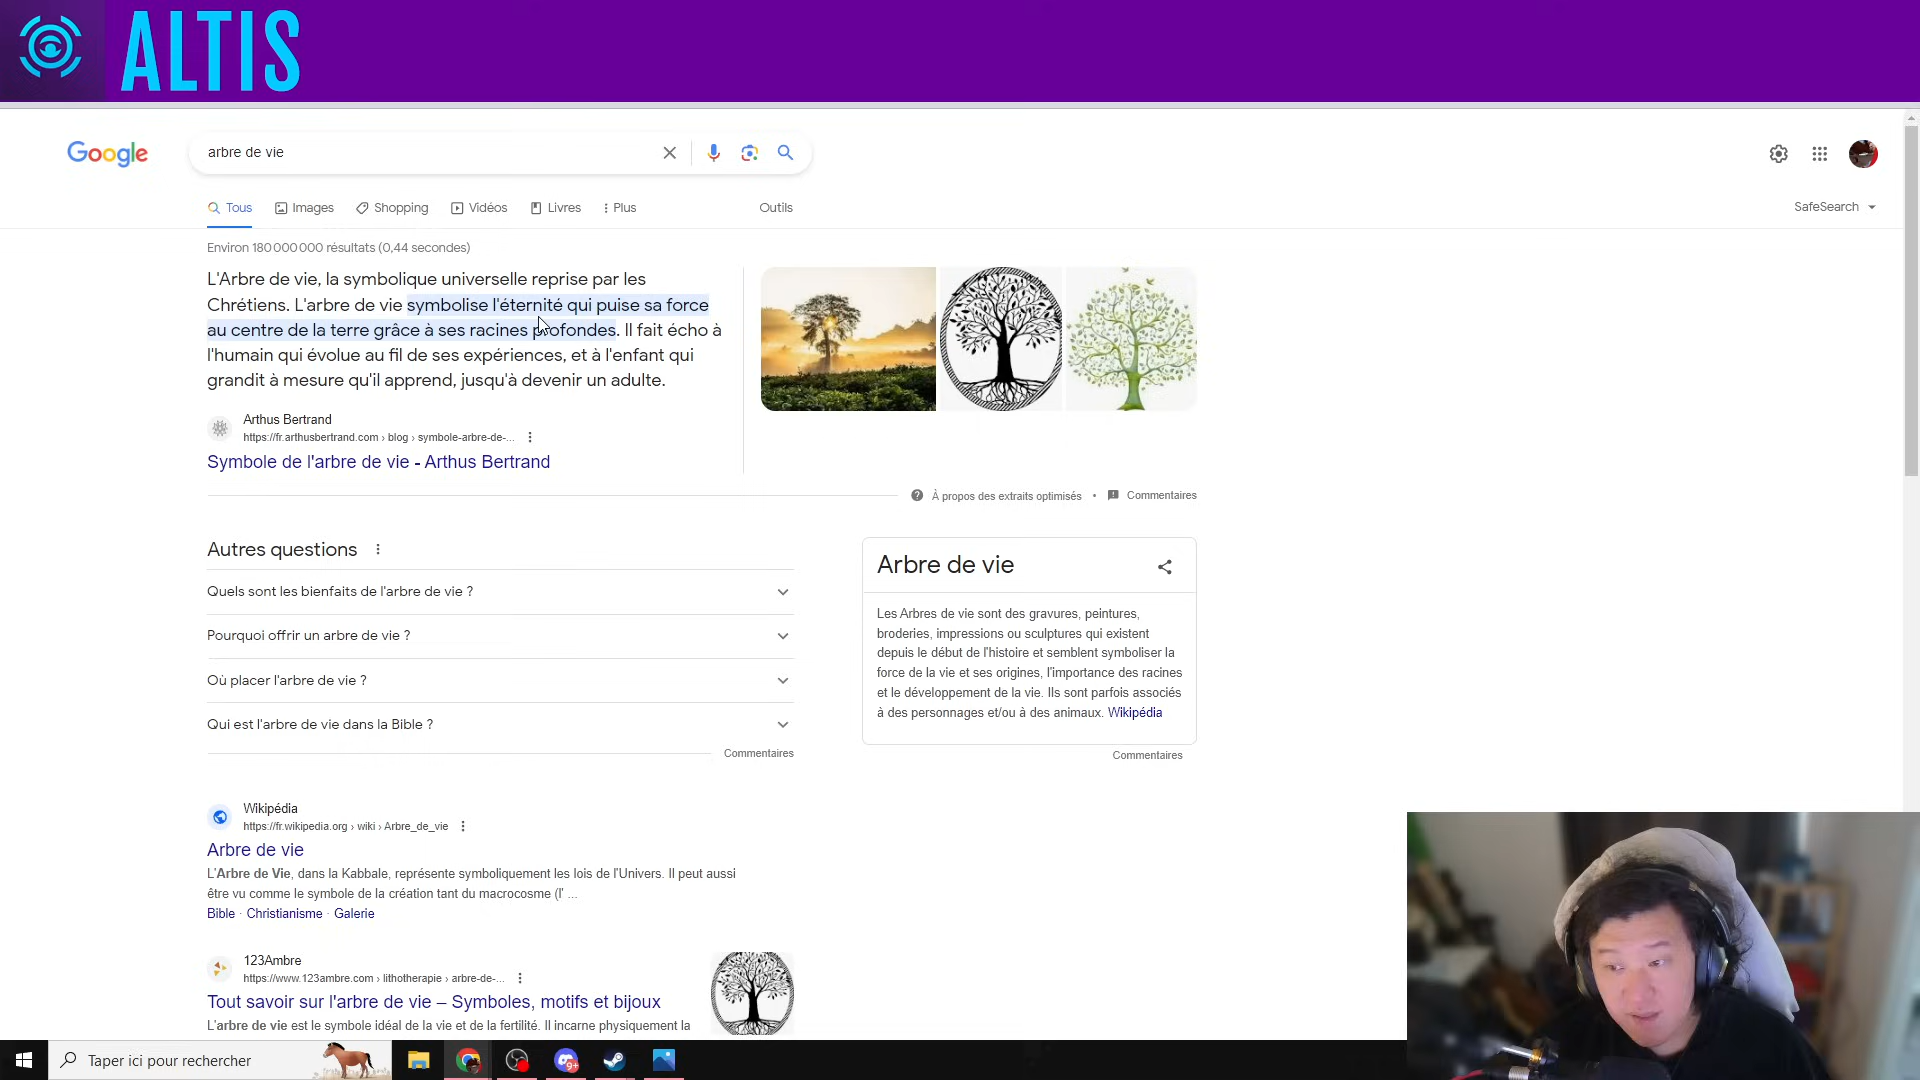 ALTIS
Google
arbre de vie
Tous
Images
Shopping
Vidéos
Livres
Plus
Outils
SafeSearch
Environ 180 000 000 résultats (0,44 secondes)
L'Arbre de vie, la symbolique universelle reprise par les
Chrétiens. L'arbre de vie symbolise l'éternité qui puise sa force
au centre de la terre grâce à ses racines profondes. Il fait écho à
l'humain qui évolue au fil de ses expériences, et à l'enfant qui
grandit à mesure qu'il apprend, jusqu'à devenir un adulte.
Arthus Bertrand
https://fr.arthusbertrand.com › blog › symbole-arbre-de-...
Symbole de l'arbre de vie - Arthus Bertrand
À propos des extraits optimisés • Commentaires
Autres questions
Quels sont les bienfaits de l'arbre de vie ?
Pourquoi offrir un arbre de vie ?
Où placer l'arbre de vie ?
Qui est l'arbre de vie dans la Bible ?
Commentaires
Arbre de vie
Les Arbres de vie sont des gravures, peintures,
broderies, impressions ou sculptures qui existent
depuis le début de l'histoire et semblent symboliser la
force de la vie et ses origines, l'importance des racines
et le développement de la vie. Ils sont parfois associés
à des personnages et/ou à des animaux. Wikipédia
Commentaires
Wikipédia
https://fr.wikipedia.org › wiki › Arbre_de_vie
Arbre de vie
L'Arbre de Vie, dans la Kabbale, représente symboliquement les lois de l'Univers. Il peut aussi
être vu comme le symbole de la création tant du macrocosme (l' ...
Bible · Christianisme · Galerie
123Ambre
https://www.123ambre.com › lithotherapie › arbre-de-...
Tout savoir sur l'arbre de vie – Symboles, motifs et bijoux
L'arbre de vie est le symbole idéal de la vie et de la fertilité. Il incarne physiquement la
Taper ici pour rechercher
9+